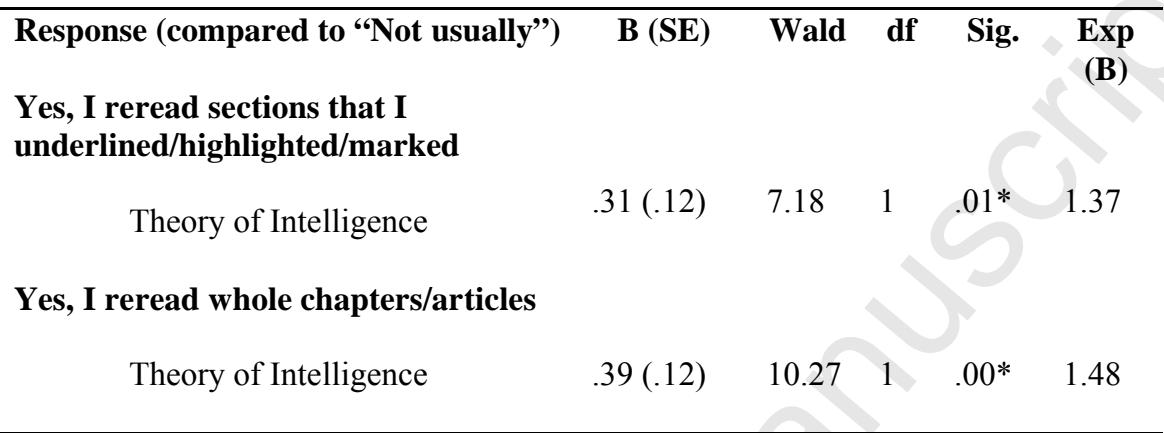 Response (compared to “Not usually”) B (SE) Wald df Sig. Exp
(B)
Yes, I reread sections that I
underlined/highlighted/marked
Theory of Intelligence .31 (.12) 7.18 1 .01* 1.37
Yes, I reread whole chapters/articles
Theory of Intelligence .39 (.12) 10.27 1 .00* 1.48
anuscrip